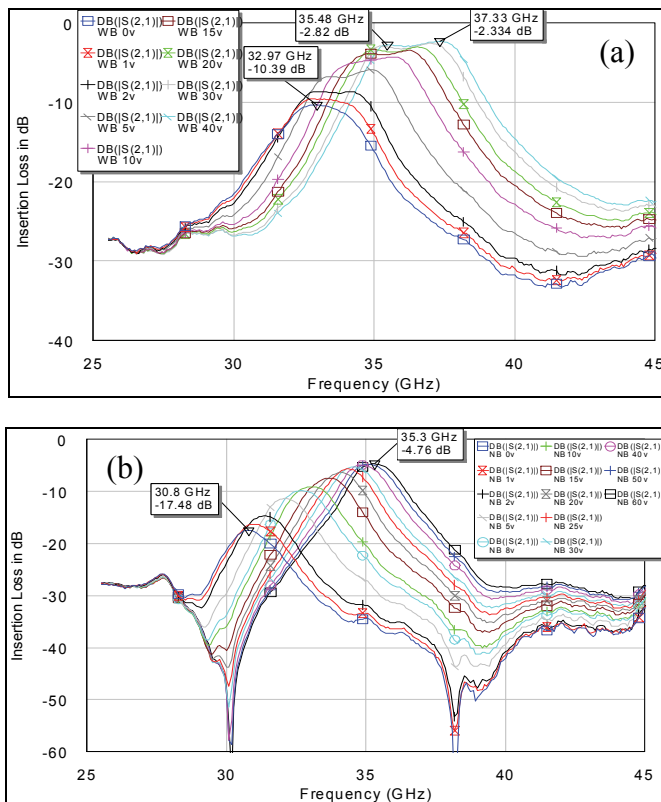 DB(|S(2,1)|) DB(|S(2,1)|)
WB 0v WB 15v
DB(|S(2,1)|) DB(|S(2,1)|)
WB 1v WB 20v
DB(|S(2,1)|) DB(|S(2,1)|)
WB 2v WB 30v
DB(|S(2,1)|) DB(|S(2,1)|)
WB 5v WB 40v
DB(|S(2,1)|)
WB 10v
35.48 GHz
-2.82 dB
37.33 GHz
-2.334 dB
32.97 GHz
-10.39 dB
(a)
Insertion Loss in dB
0
-10
-20
-30
-40
25 30 35 40 45
Frequency (GHz)
(b)
35.3 GHz
-4.76 dB
30.8 GHz
-17.48 dB
DB(|S(2,1)|) DB(|S(2,1)|) DB(|S(2,1)
NB 0v NB 10v NB 40v
DB(|S(2,1)|) DB(|S(2,1)|) DB(|S(2,1)
NB 1v NB 15v NB 50v
DB(|S(2,1)|) DB(|S(2,1)|) DB(|S(2,1)
NB 2v NB 20v NB 60v
DB(|S(2,1)|) DB(|S(2,1)|)
NB 5v NB 25v
DB(|S(2,1)|) DB(|S(2,1)|)
NB 8v NB 30v
Insertion Loss in dB
0
-10
-20
-30
-40
-50
-60
25 30 35 40 45
Frequency (GHz)